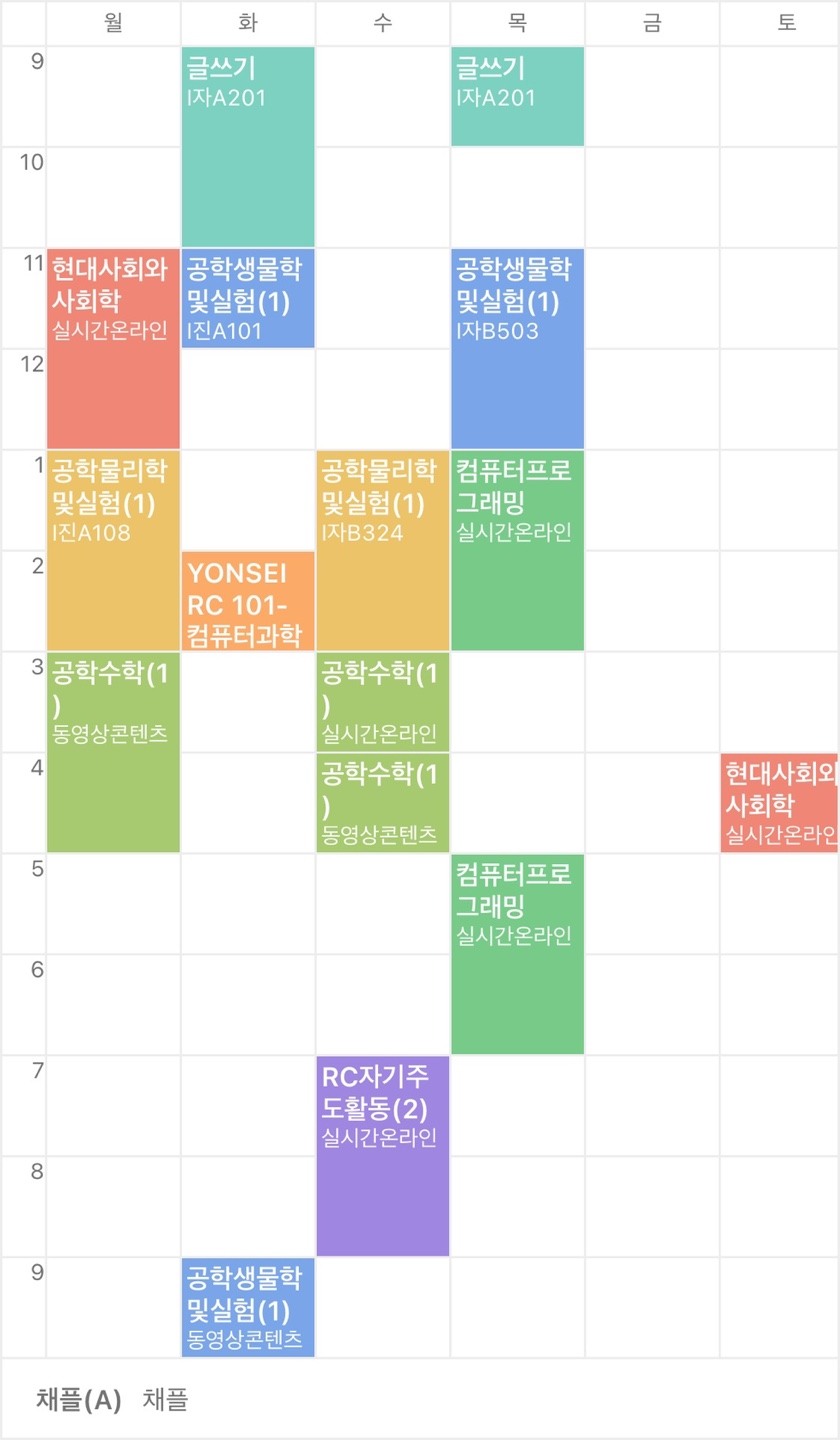 월 화 수 목 금 토
9
글쓰기
I자A201
글쓰기
I자A201
10
11
현대사회와
사회학
실시간온라인
공학생물학
및실험(1)
I진A101
공학생물학
및실험(1)
I자B503
12
1
공학물리학
및실험(1)
I진A108
공학물리학
및실험(1)
I자B324
컴퓨터프로
그래밍
실시간온라인
2
YONSEI
RC 101-
컴퓨터과학
3
공학수학(1
)
동영상콘텐츠
공학수학(1
)
실시간온라인
4
공학수학(1
)
동영상콘텐츠
현대사회와
사회학
실시간온라인
5
컴퓨터프로
그래밍
실시간온라인
6
7
RC자기주
도활동(2)
실시간온라인
8
9
공학생물학
및실험(1)
동영상콘텐츠
채플(A) 채플